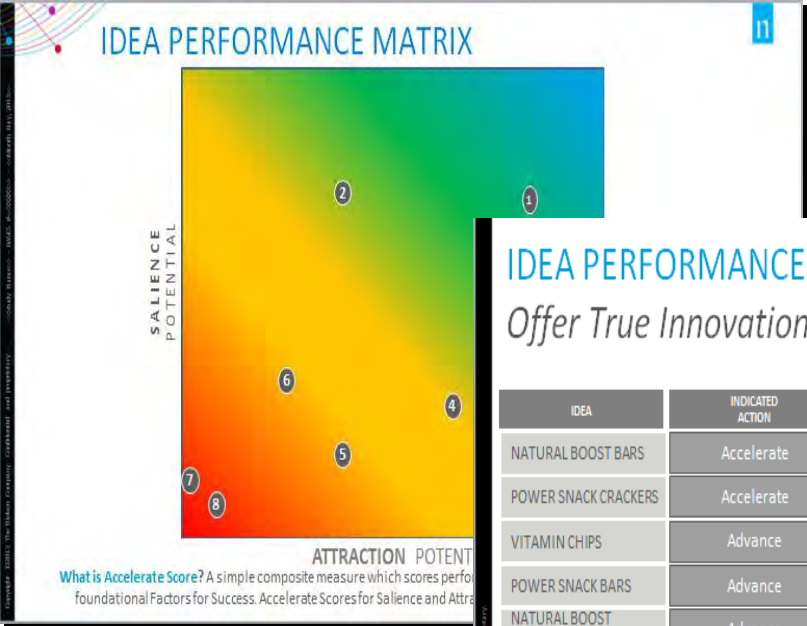 IDEA PERFORMANCE MATRIX
n
SALIENCE
POTENTIAL
2
1
6
4
5
7
8
ATTRACTION POTENT
What is Accelerate Score? A simple composite measure which scores perfo
foundational Factors for Success. Accelerate Scores for Salience and Attra
IDEA PERFORMANCE
Offer True Innovation
IDEA
INDICATED
ACTION
NATURAL BOOST BARS
Accelerate
POWER SNACK CRACKERS
Accelerate
VITAMIN CHIPS
Advance
POWER SNACK BARS
Advance
NATURAL BOOST